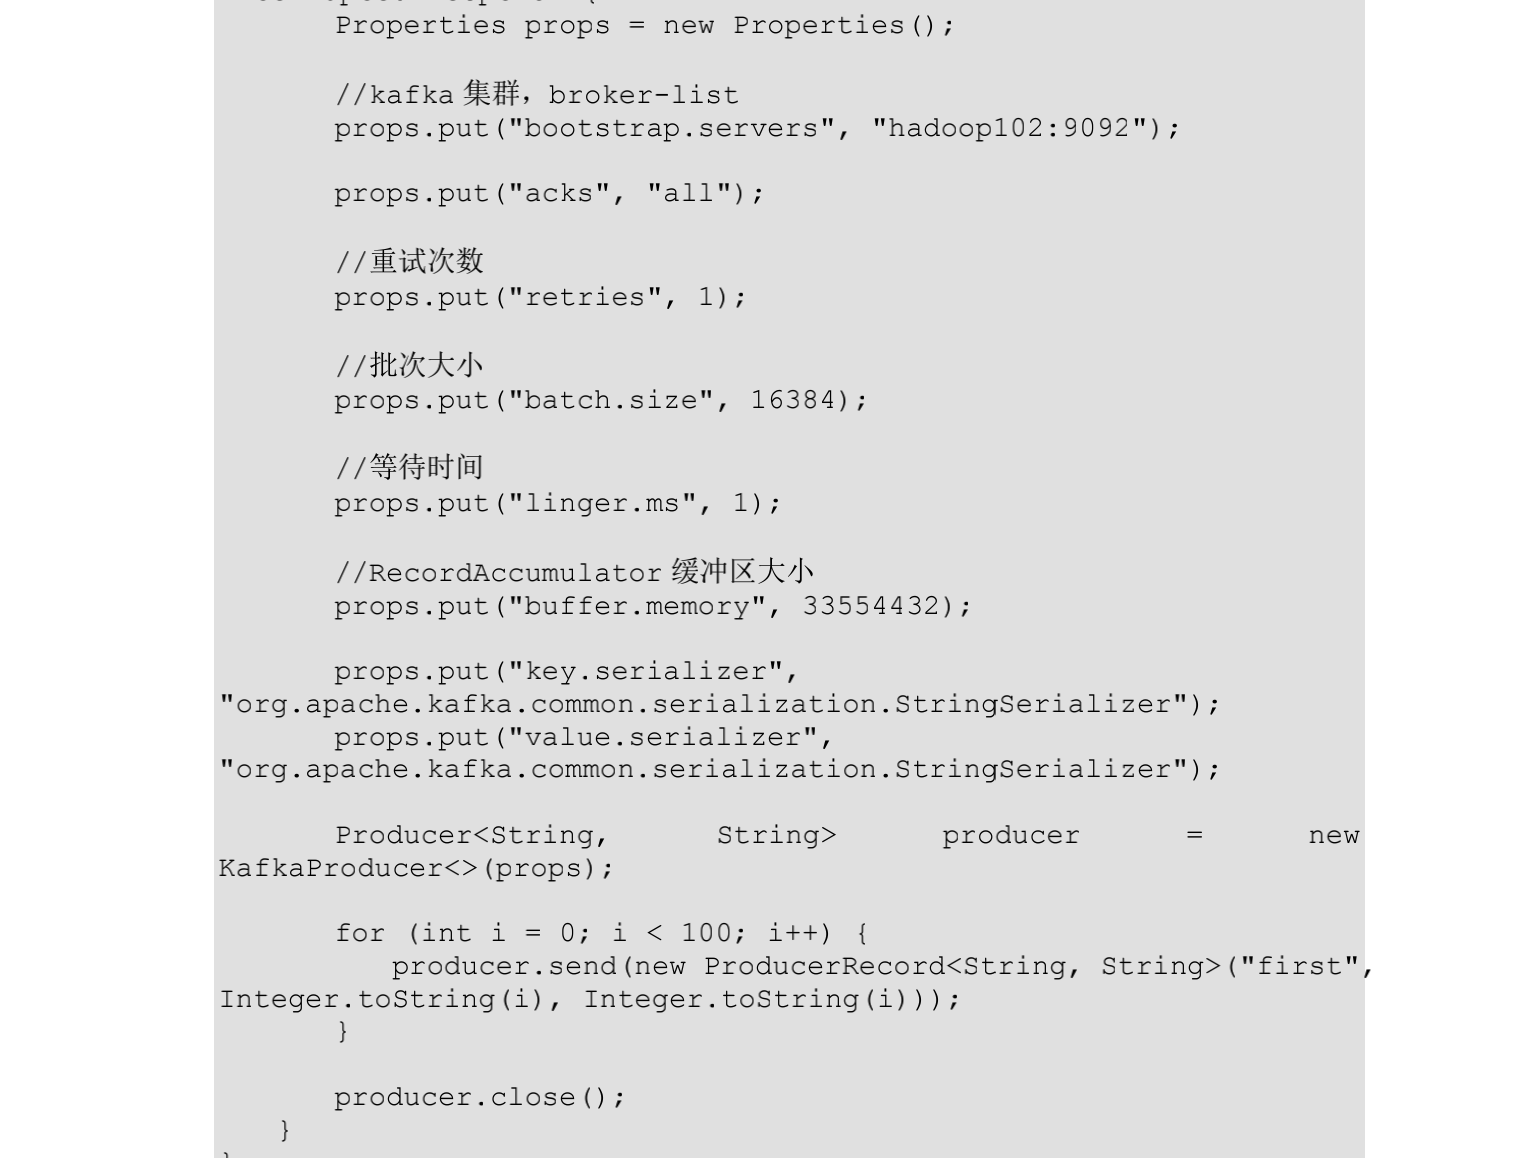 Properties props = new Properties();
//kafka 集群，broker-list
props.put("bootstrap.servers", "hadoop102:9092");
props.put("acks", "all");
//重试次数
props.put("retries", 1);
//批次大小
props.put("batch.size", 16384);
//等待时间
props.put("linger.ms", 1);
//RecordAccumulator 缓冲区大小
props.put("buffer.memory", 33554432);
props.put("key.serializer",
"org.apache.kafka.common.serialization.StringSerializer");
props.put("value.serializer",
"org.apache.kafka.common.serialization.StringSerializer");
Producer<String, String> producer = new
KafkaProducer<>(props);
for (int i = 0; i < 100; i++) {
producer.send(new ProducerRecord<String, String>("first",
Integer.toString(i), Integer.toString(i)));
}
producer.close();
}